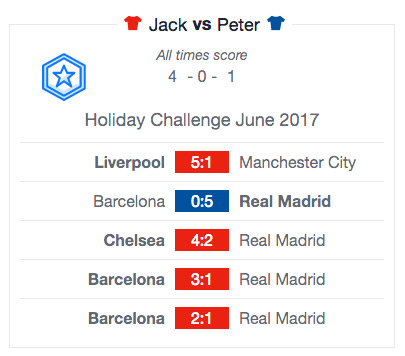 Jack vs Peter
All times score
4 - 0 - 1
Holiday Challenge June 2017
Liverpool 5:1 Manchester City
Barcelona 0:5 Real Madrid
Chelsea 4:2 Real Madrid
Barcelona 3:1 Real Madrid
Barcelona 2:1 Real Madrid